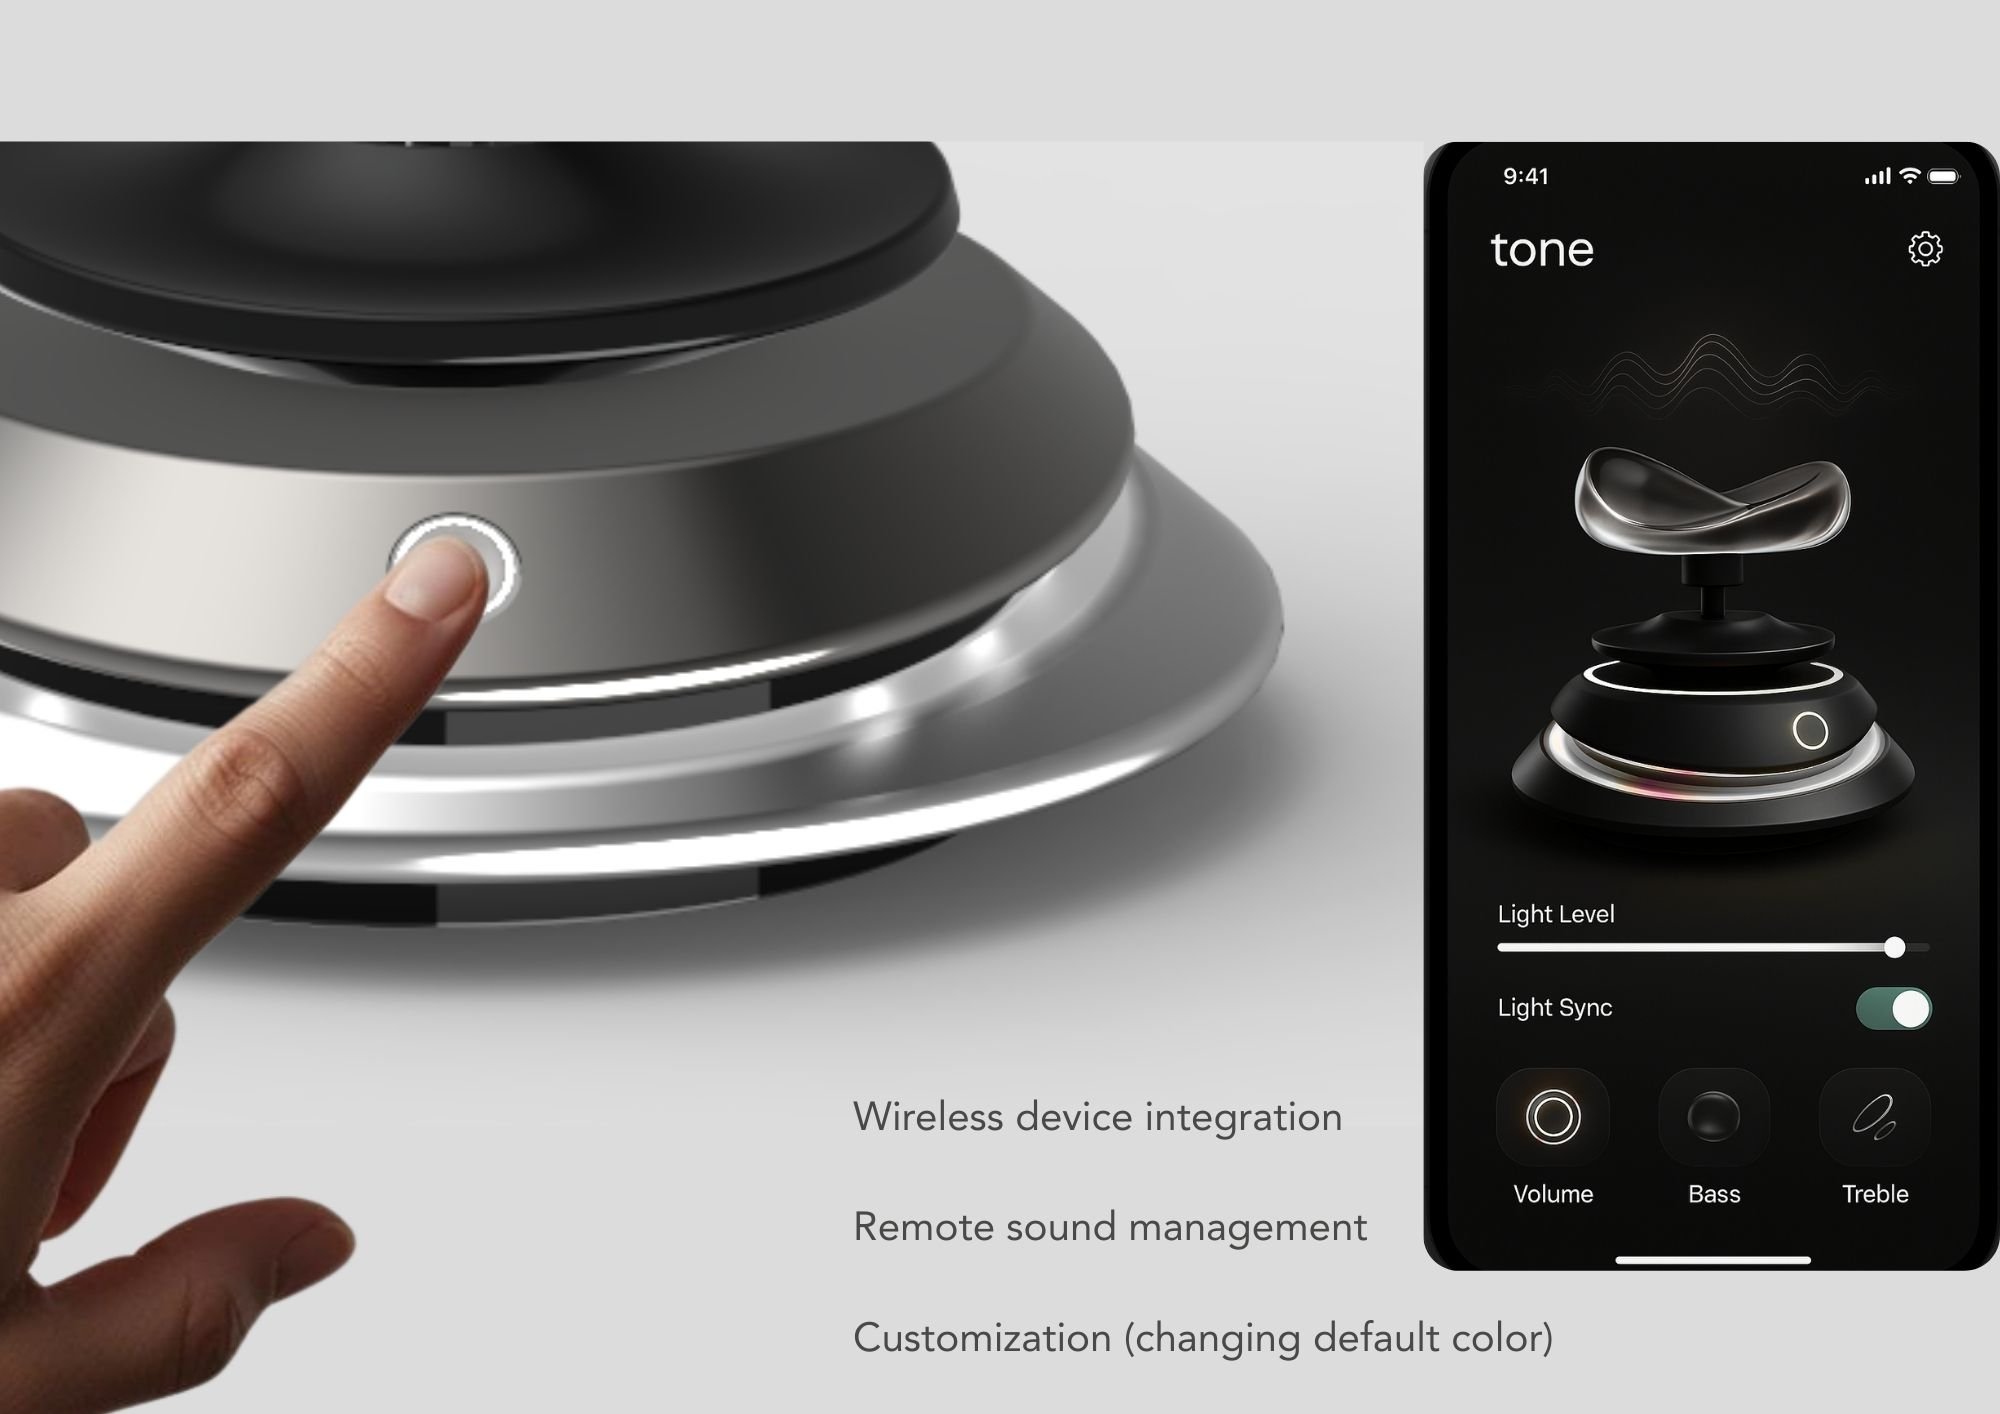 9:41
tone
Light Level
Light Sync
Volume
Bass
Treble
Wireless device integration
Remote sound management
Customization (changing default color)